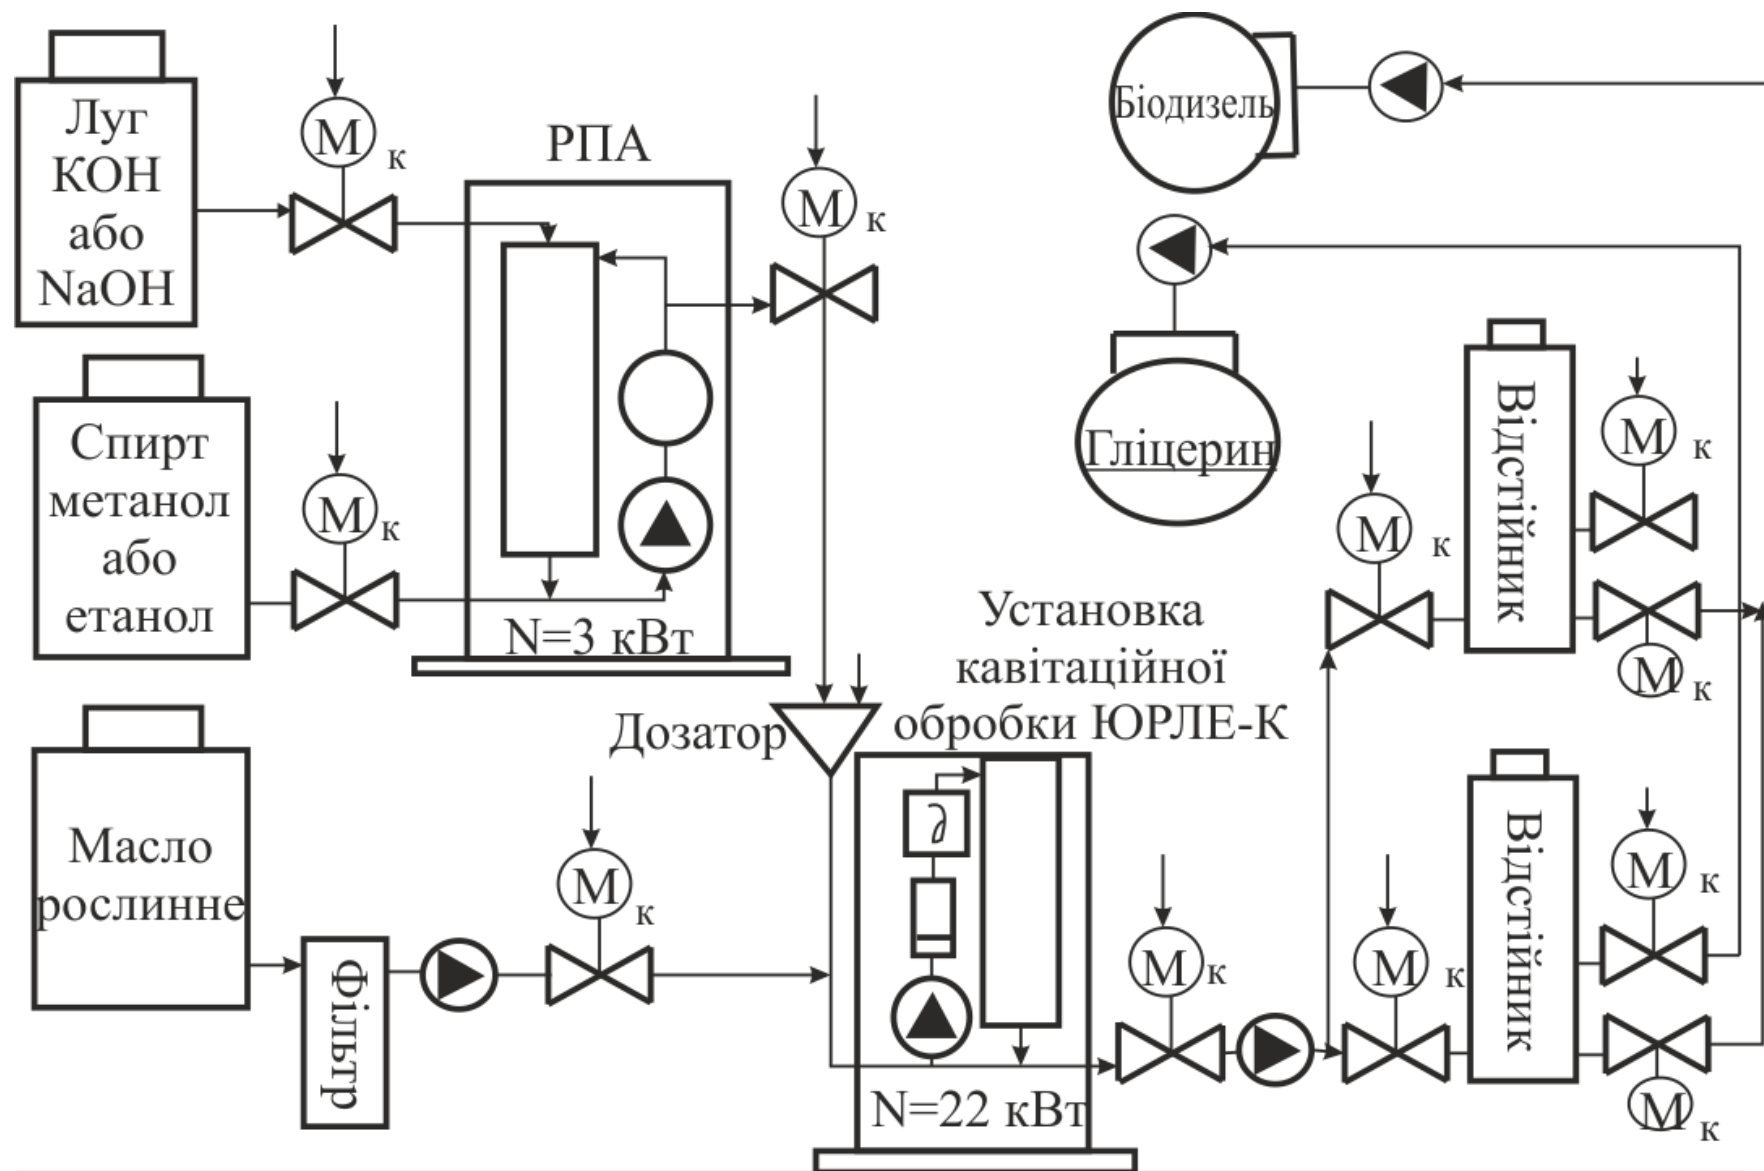 Луг
КОН
або
NaOH
М
к
РПА
М
к
Біодизель
Спирт
метанол
або
етанол
М
к
N=3 кВт
Гліцерин
М
к
Відстійник
М
к
М
к
Установка
кавітаційної
обробки ЮРЛЕ-К
Дозатор
Масло
рослинне
Фільтр
М
к
N=22 кВт
М
к
М
к
Відстійник
М
к
М
к